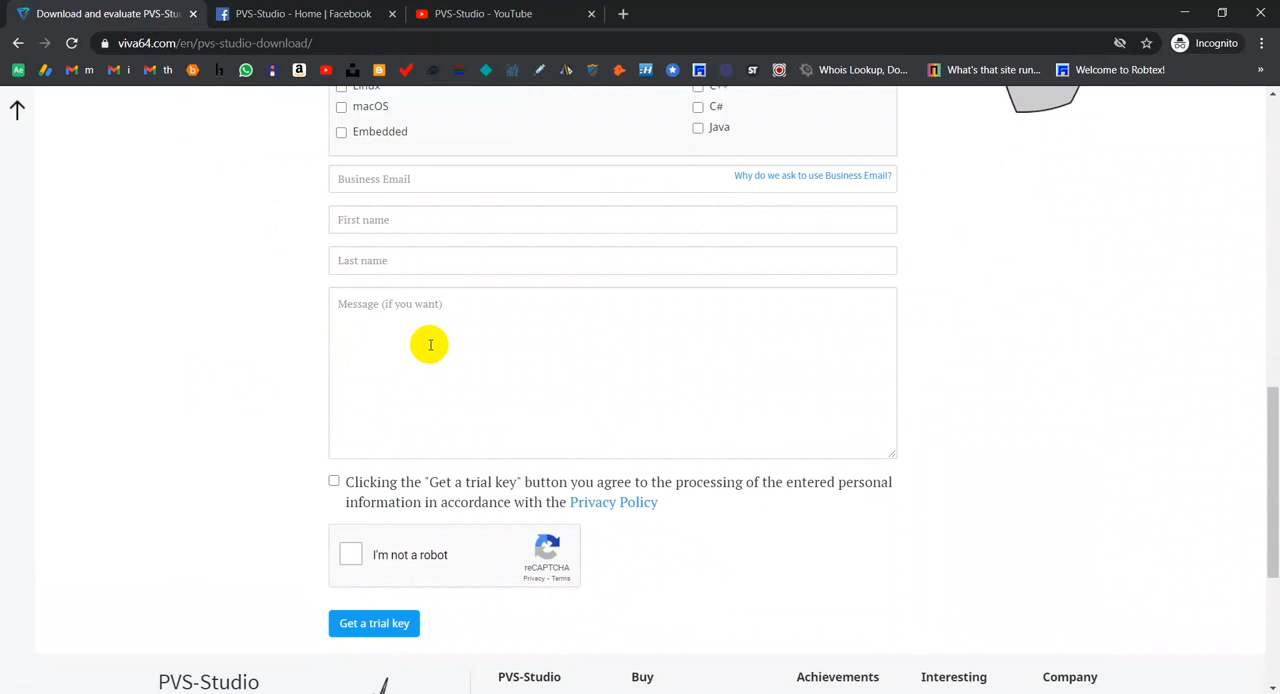 Download and evaluate PVS-Stu
PVS-Studio - Home | Facebook
PVS-Studio - YouTube
viva64.com/en/pvs-studio-download/
Incognito
m
i
th
Whois Lookup, Do...
What's that site run...
Welcome to Robtex!
Linux
C++
macOS
C#
Embedded
Java
Business Email
Why do we ask to use Business Email?
First name
Last name
Message (if you want)
Clicking the "Get a trial key" button you agree to the processing of the entered personal
information in accordance with the Privacy Policy
I'm not a robot
reCAPTCHA
Privacy - Terms
Get a trial key
PVS-Studio
PVS-Studio
Buy
Achievements
Interesting
Company